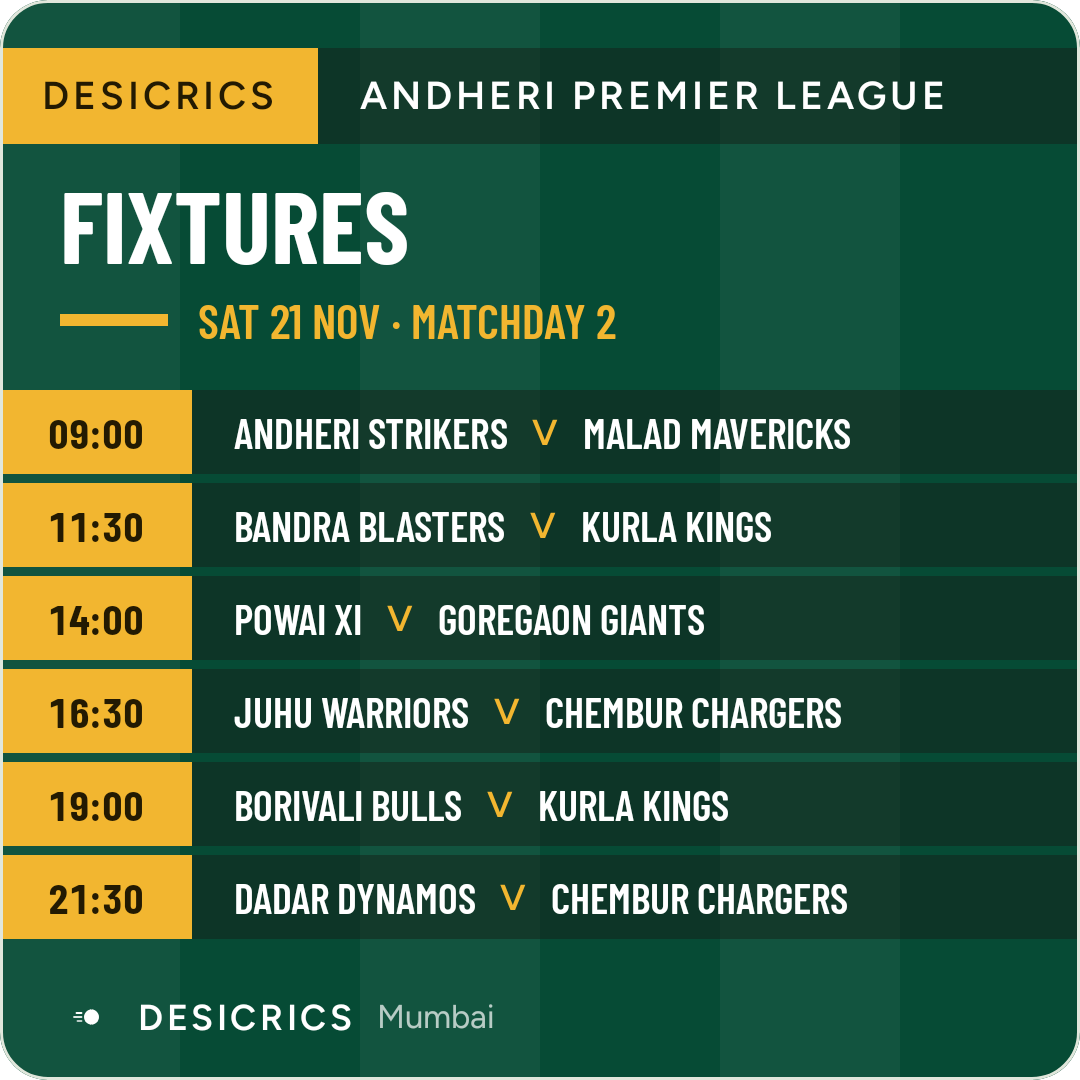 DESICRICS ANDHERI PREMIER LEAGUE
FIXTURES
SAT 21 NOV · MATCHDAY 2
09:00 ANDHERI STRIKERS V MALAD MAVERICKS
11:30 BANDRA BLASTERS V KURLA KINGS
14:00 POWAI XI V GOREGAON GIANTS
16:30 JUHU WARRIORS V CHEMBUR CHARGERS
19:00 BORIVALI BULLS V KURLA KINGS
21:30 DADAR DYNAMOS V CHEMBUR CHARGERS
DESICRICS Mumbai